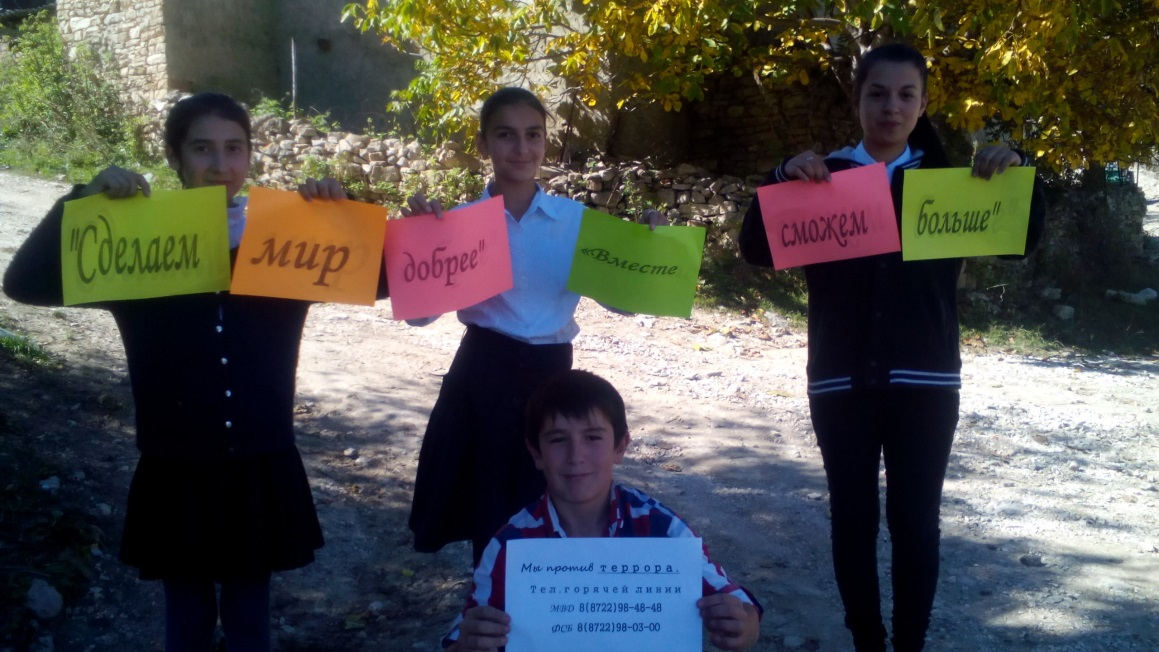 "Сделаем
мир
добрее"
«Вместе
сможем
больше"
Мы против террора.
Тел.горячей линии
МВД 8(8722)98-48-48
ФСБ 8(8722)98-03-00